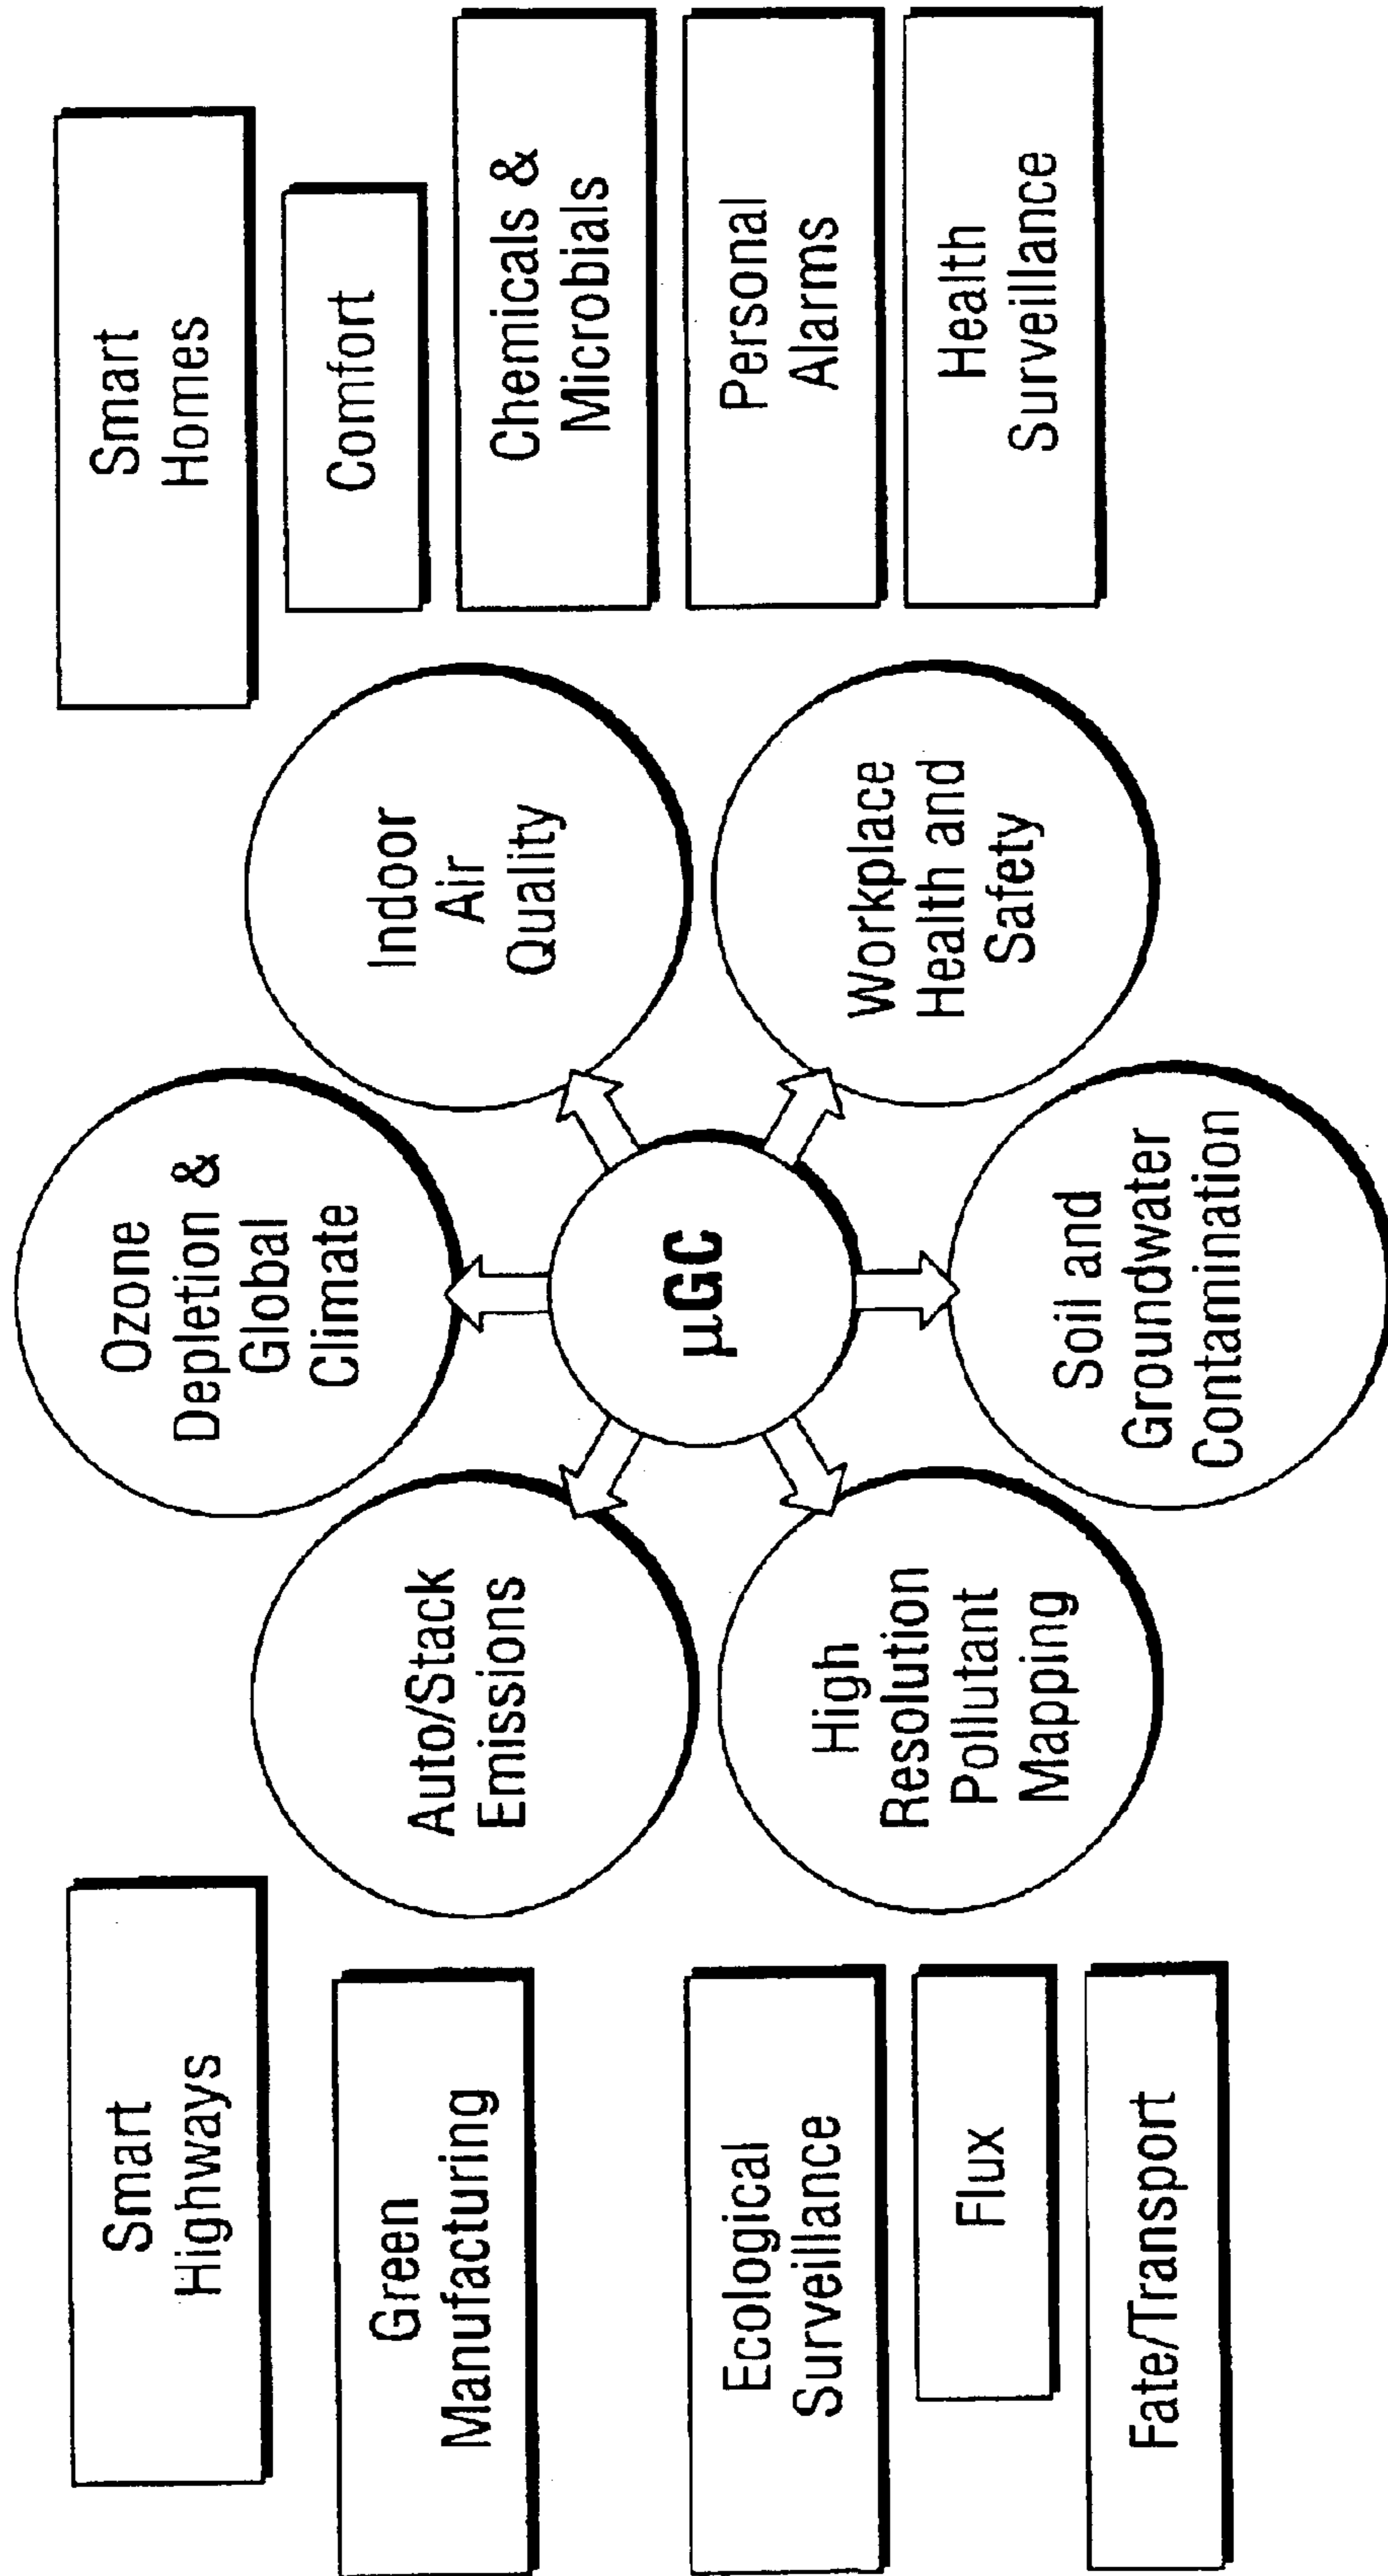 Smart
Highways
Green
Manufacturing
Ecological
Surveillance
Flux
Fate/Transport
Auto/Stack
Emissions
High
Resolution
Pollutant
Mapping
Ozone
Depletion &
Global
Climate
µGC
Soil and
Groundwater
Contamination
Indoor
Air
Quality
Workplace
Health and
Safety
Smart
Homes
Comfort
Chemicals &
Microbials
Personal
Alarms
Health
Surveillance